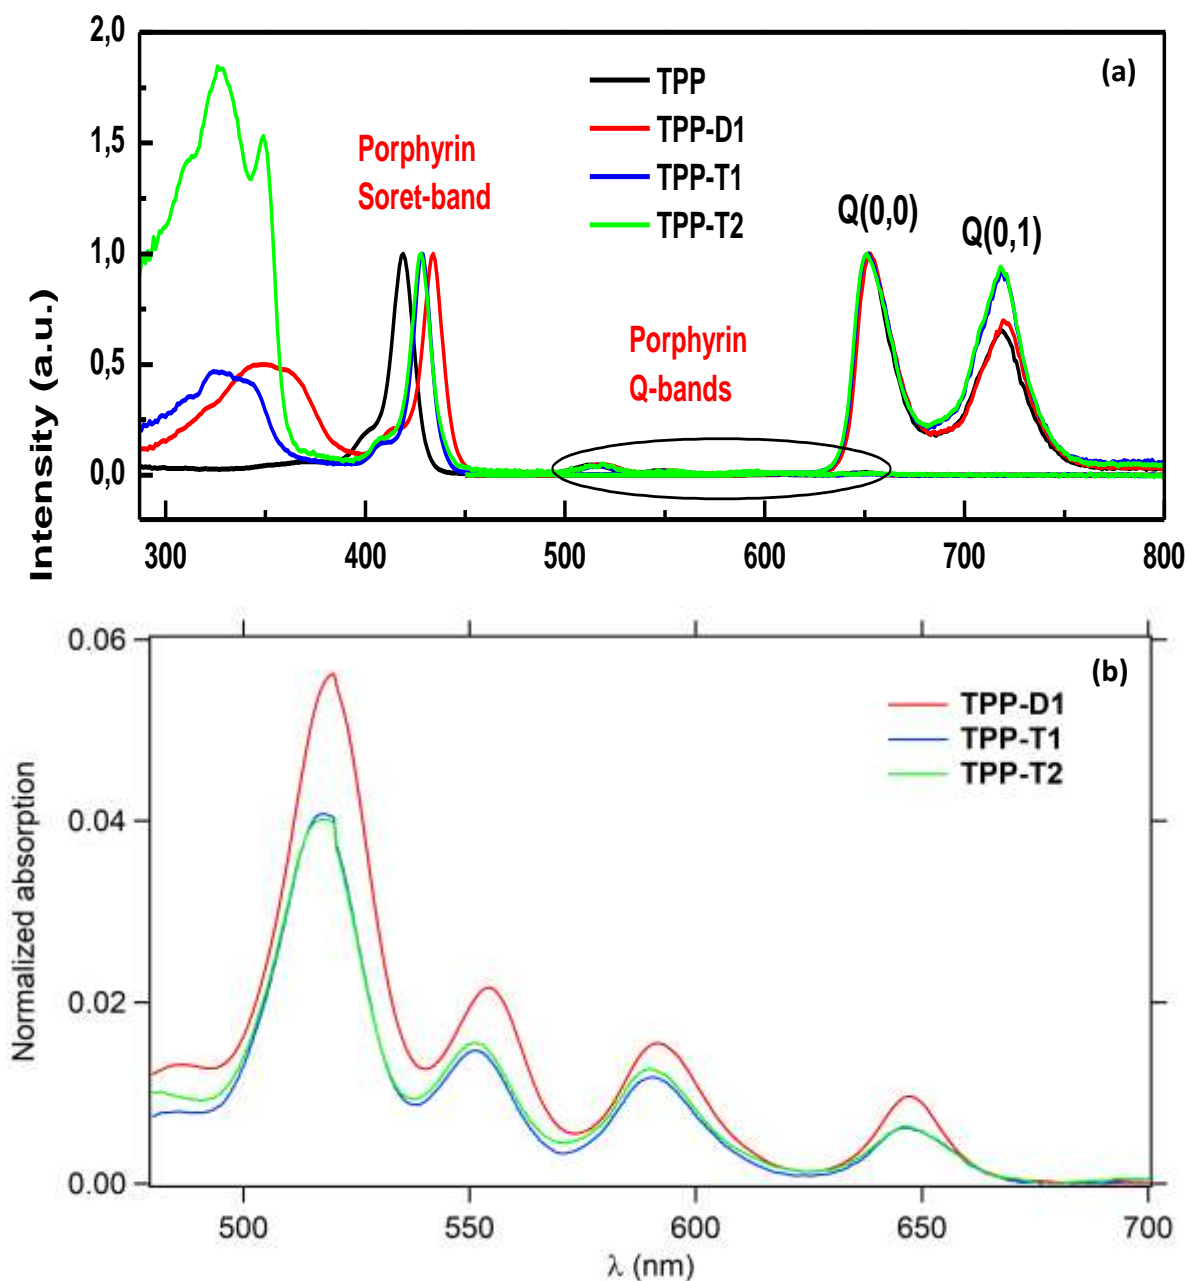 2,0
1,5
1,0
0,5
0,0
Intensity (a.u.)
(a)
TPP
TPP-D1
TPP-T1
TPP-T2
Porphyrin
Soret-band
Q(0,0)
Q(0,1)
Porphyrin
Q-bands
300 400 500 600 700 800
0.06
0.04
0.02
0.00
Normalized absorption
(b)
TPP-D1
TPP-T1
TPP-T2
500 550 600 650 700
λ (nm)